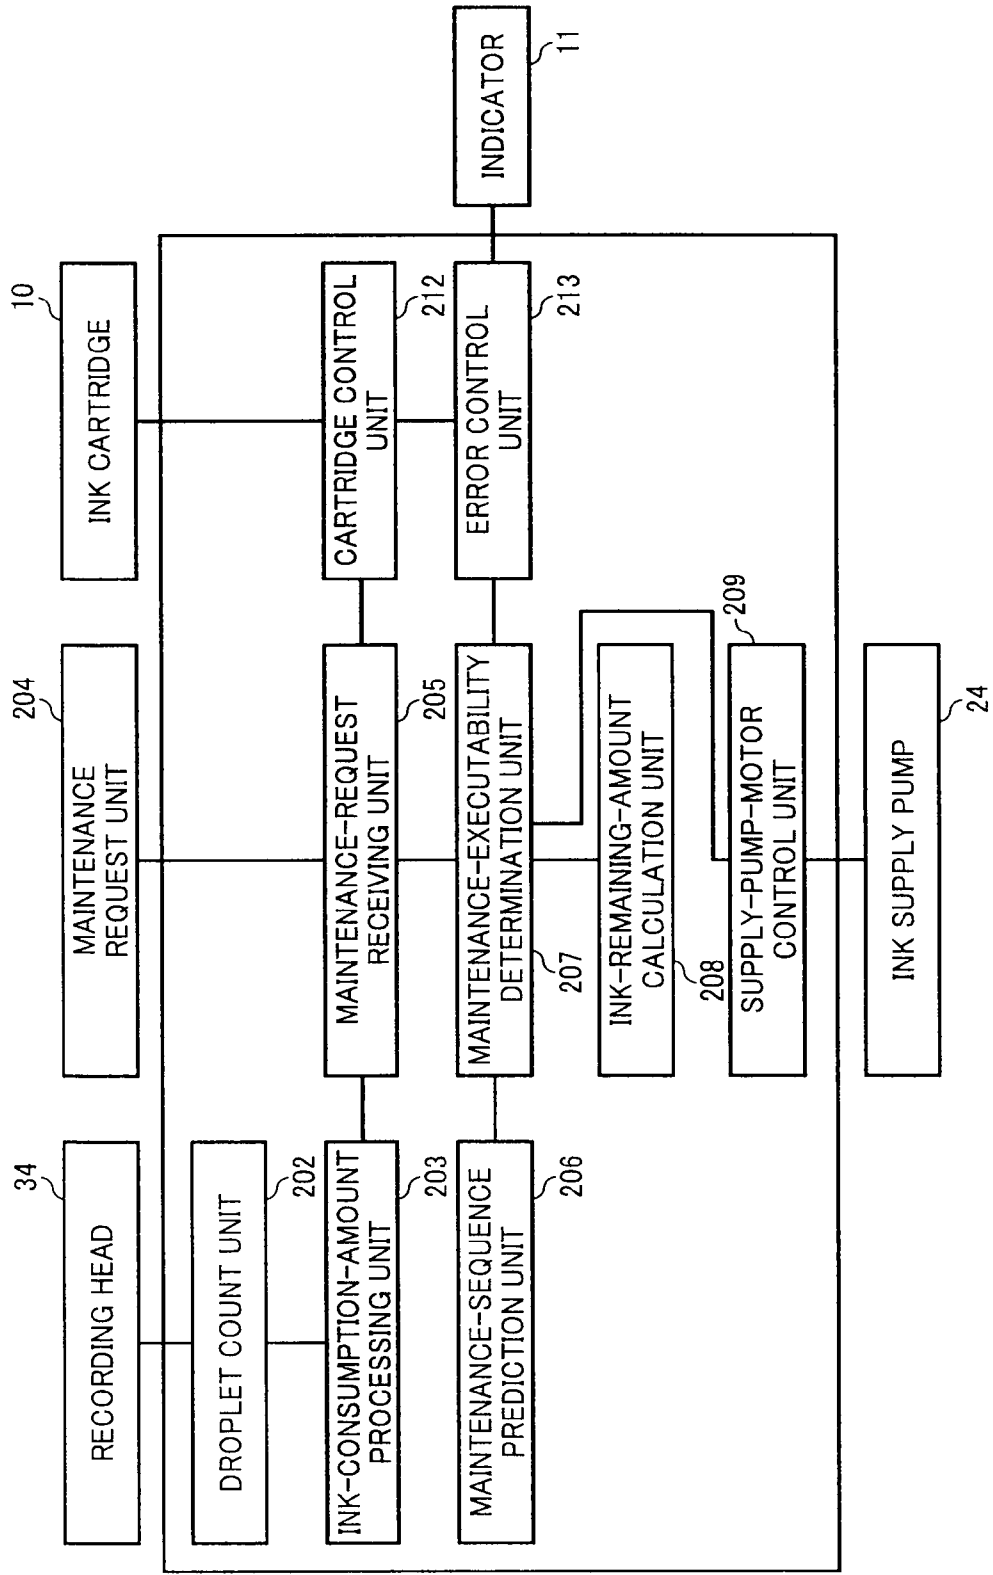 RECORDING HEAD
34
MAINTENANCE
REQUEST UNIT
204
INK CARTRIDGE
10
DROPLET COUNT UNIT
202
INK-CONSUMPTION-AMOUNT
PROCESSING UNIT
203
MAINTENANCE-REQUEST
RECEIVING UNIT
205
CARTRIDGE CONTROL
UNIT
212
MAINTENANCE-SEQUENCE
PREDICTION UNIT
206
MAINTENANCE-EXECUTABILITY
DETERMINATION UNIT
207
ERROR CONTROL
UNIT
213
INDICATOR
11
INK-REMAINING-AMOUNT
CALCULATION UNIT
208
SUPPLY-PUMP-MOTOR
CONTROL UNIT
209
INK SUPPLY PUMP
24